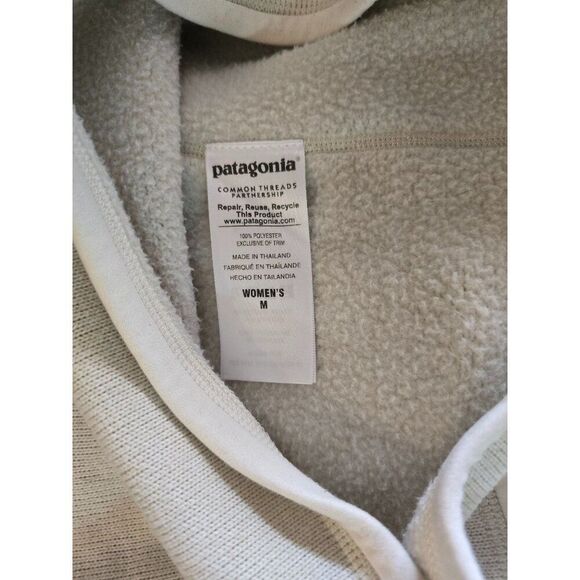 patagonia
COMMON THREADS
PARTNERSHIP
Repair, Reuse, Recycle
This Product
www.patagonia.com
100% POLYESTER
EXCLUSIVE OF TRIM
MADE IN THAILAND
FABRIQUÉ EN THAÏLANDE
HECHO EN TAILANDIA
WOMEN'S
M